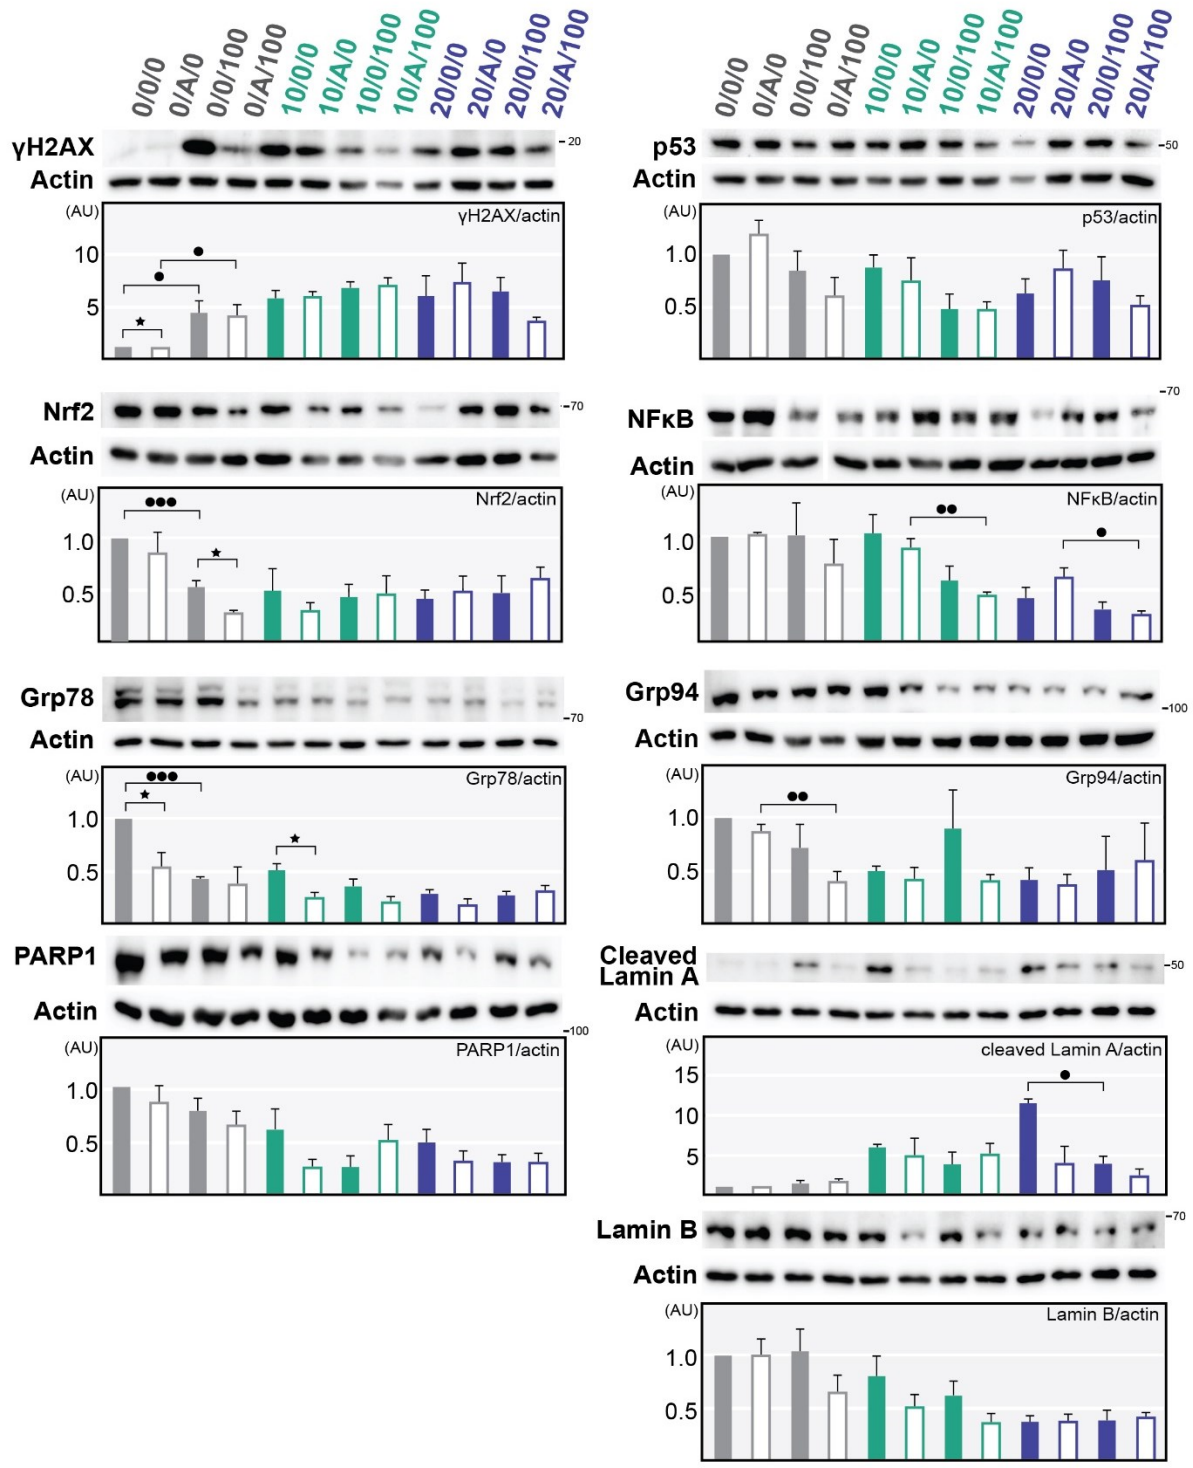 0/0/0
0/A/0
0/0/100
0/A/100
10/0/0
10/A/0
10/0/100
10/A/100
20/0/0
20/A/0
20/0/100
20/A/100
γH2AX
- 20
Actin
(AU)
γH2AX/actin
10
5
Nrf2
-70
Actin
(AU)
Nrf2/actin
1.0
0.5
Grp78
-70
Actin
(AU)
Grp78/actin
1.0
0.5
PARP1
Actin
-100
(AU)
PARP1/actin
1.0
0.5
0/0/0
0/A/0
0/0/100
0/A/100
10/0/0
10/A/0
10/0/100
10/A/100
20/0/0
20/A/0
20/0/100
20/A/100
p53
-50
Actin
p53/actin
(AU)
1.0
0.5
-70
NFκB
Actin
(AU)
NFκB/actin
1.0
0.5
Grp94
-100
Actin
(AU)
Grp94/actin
1.0
0.5
Cleaved
Lamin A
-50
Actin
(AU)
cleaved Lamin A/actin
15
10
5
-70
Lamin B
Actin
(AU)
Lamin B/actin
1.0
0.5